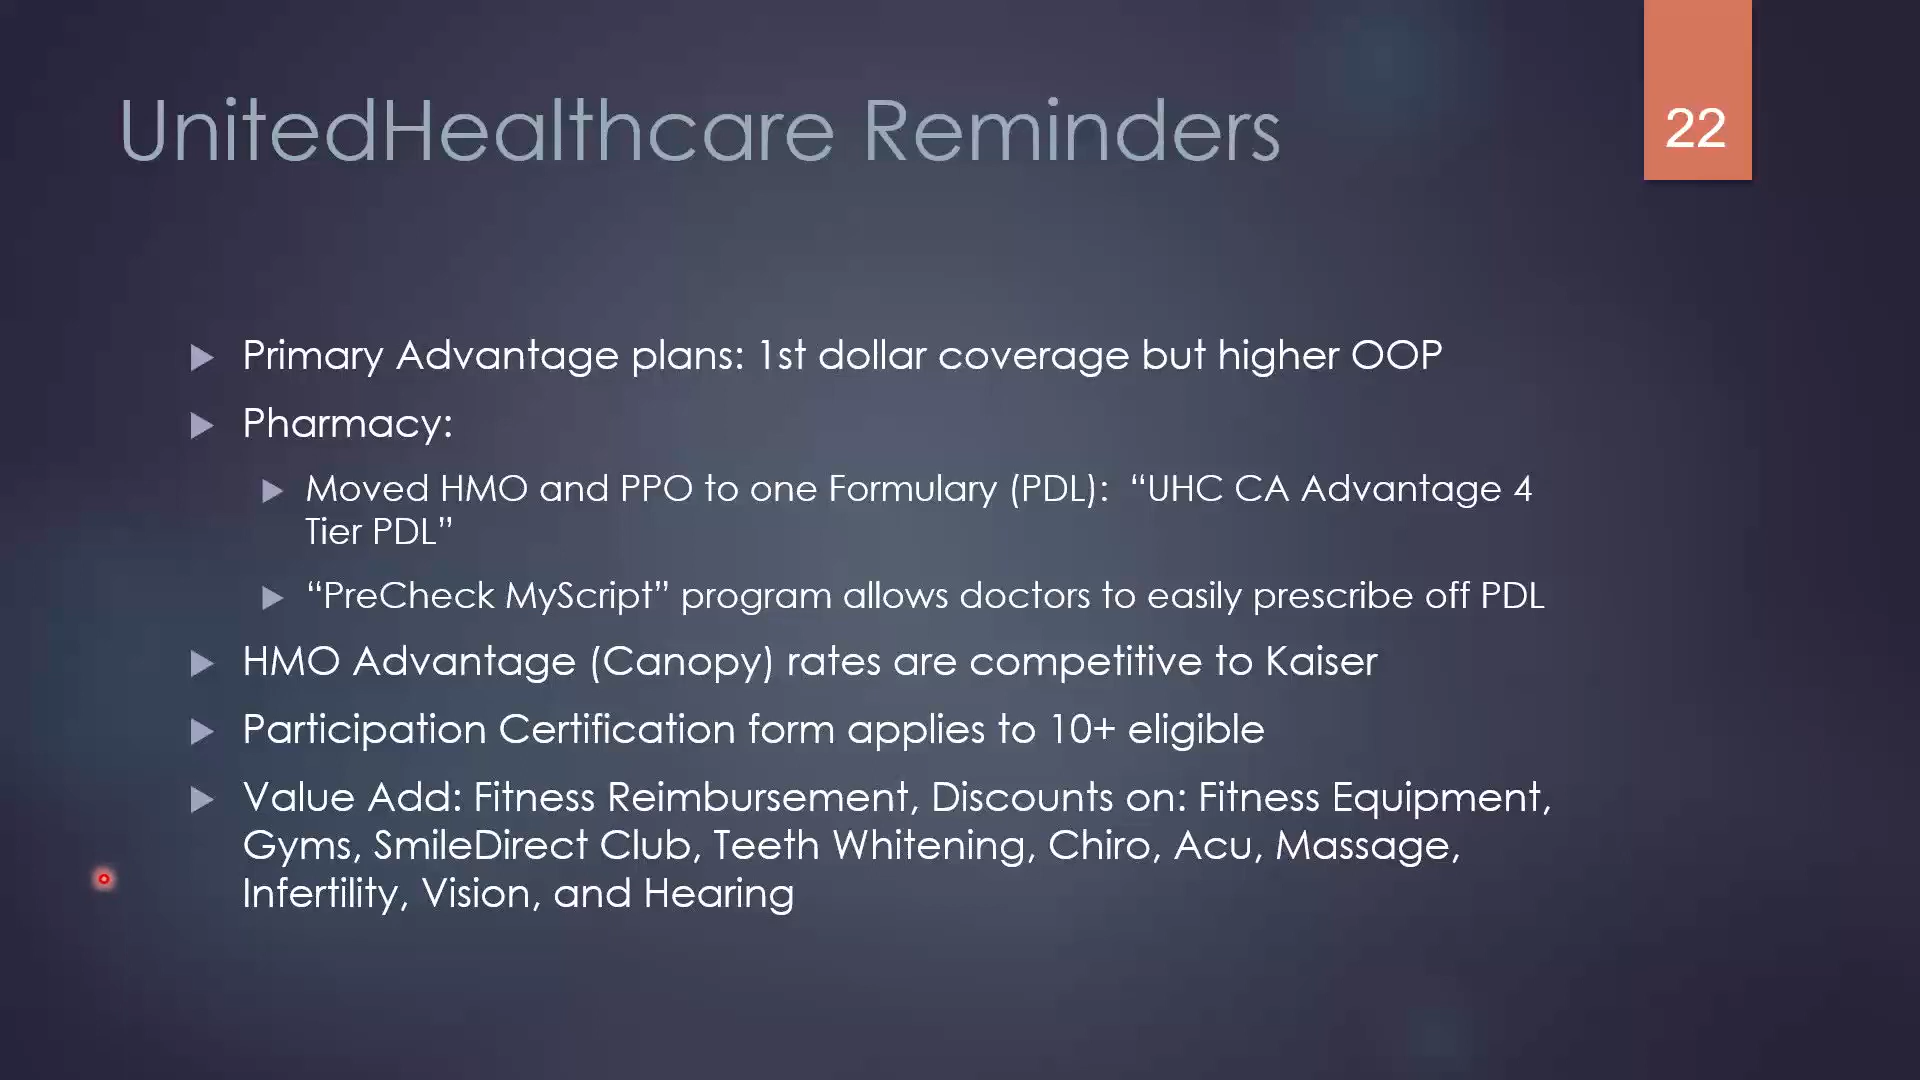 UnitedHealthcare Reminders
22
Primary Advantage plans: 1st dollar coverage but higher OOP
Pharmacy:
Moved HMO and PPO to one Formulary (PDL):  “UHC CA Advantage 4
Tier PDL”
“PreCheck MyScript” program allows doctors to easily prescribe off PDL
HMO Advantage (Canopy) rates are competitive to Kaiser
Participation Certification form applies to 10+ eligible
Value Add: Fitness Reimbursement, Discounts on: Fitness Equipment,
Gyms, SmileDirect Club, Teeth Whitening, Chiro, Acu, Massage,
Infertility, Vision, and Hearing